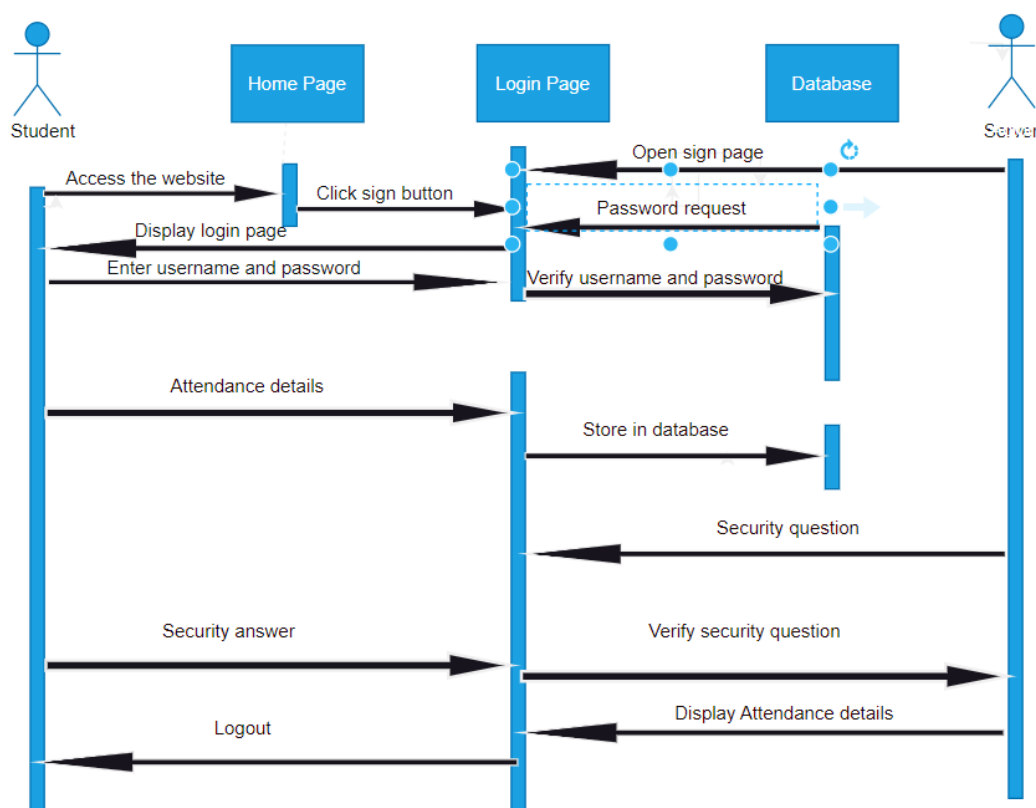 Home Page
Login Page
Database
Student
Server
Open sign page
Access the website
Click sign button
Password request
Display login page
Enter username and password
Verify username and password
Attendance details
Store in database
Security question
Security answer
Verify security question
Display Attendance details
Logout